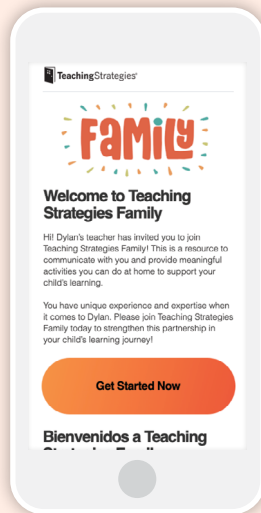 TeachingStrategies®
FAMiLY
Welcome to Teaching
Strategies Family
Hi! Dylan's teacher has invited you to join
Teaching Strategies Family! This is a resource to
communicate with you and provide meaningful
activities you can do at home to support your
child's learning.
You have unique experience and expertise when
it comes to Dylan. Please join Teaching Strategies
Family today to strengthen this partnership in
your child's learning journey!
Get Started Now
Bienvenidos a Teaching
Strategies Family